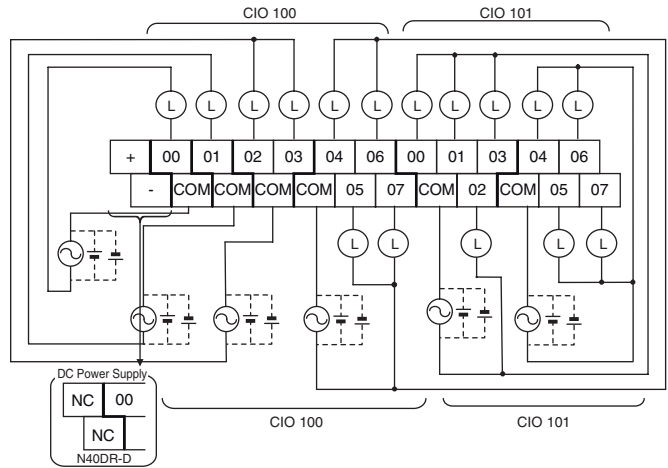 CIO 100 CIO 101
L L L L L L L L L L L
+ 00 01 02 03 04 06 00 01 03 04 06
- COM COM COM COM 05 07 COM 02 COM 05 07
L L L L L
DC Power Supply
NC 00
NC
N40DR-D
CIO 100 CIO 101